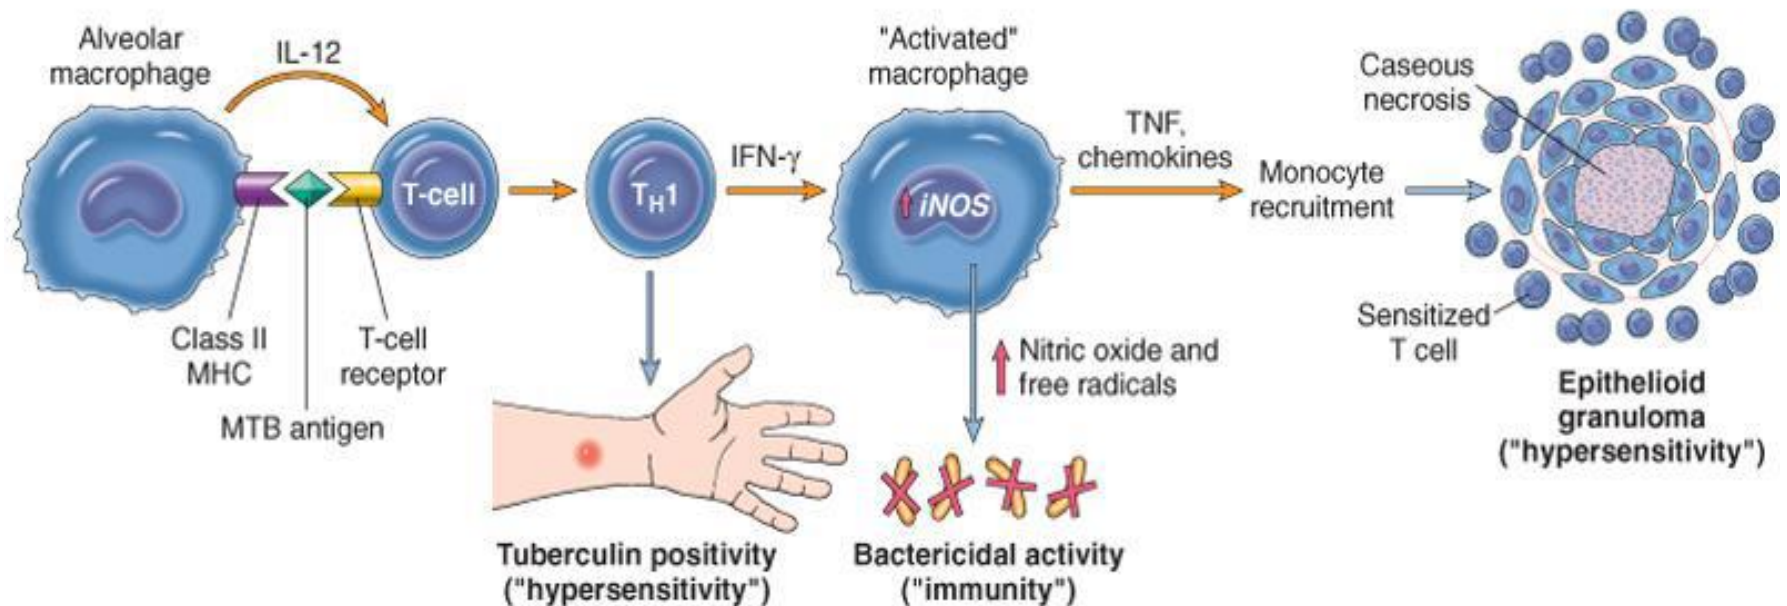 Alveolar
macrophage
IL-12
Class II
MHC
MTB antigen
T-cell
receptor
T-cell
TH1
IFN-γ
"Activated"
macrophage
iNOS
TNF,
chemokines
Monocyte
recruitment
Caseous
necrosis
Sensitized
T cell
Nitric oxide and
free radicals
Tuberculin positivity
("hypersensitivity")
Bactericidal activity
("immunity")
Epithelioid
granuloma
("hypersensitivity")